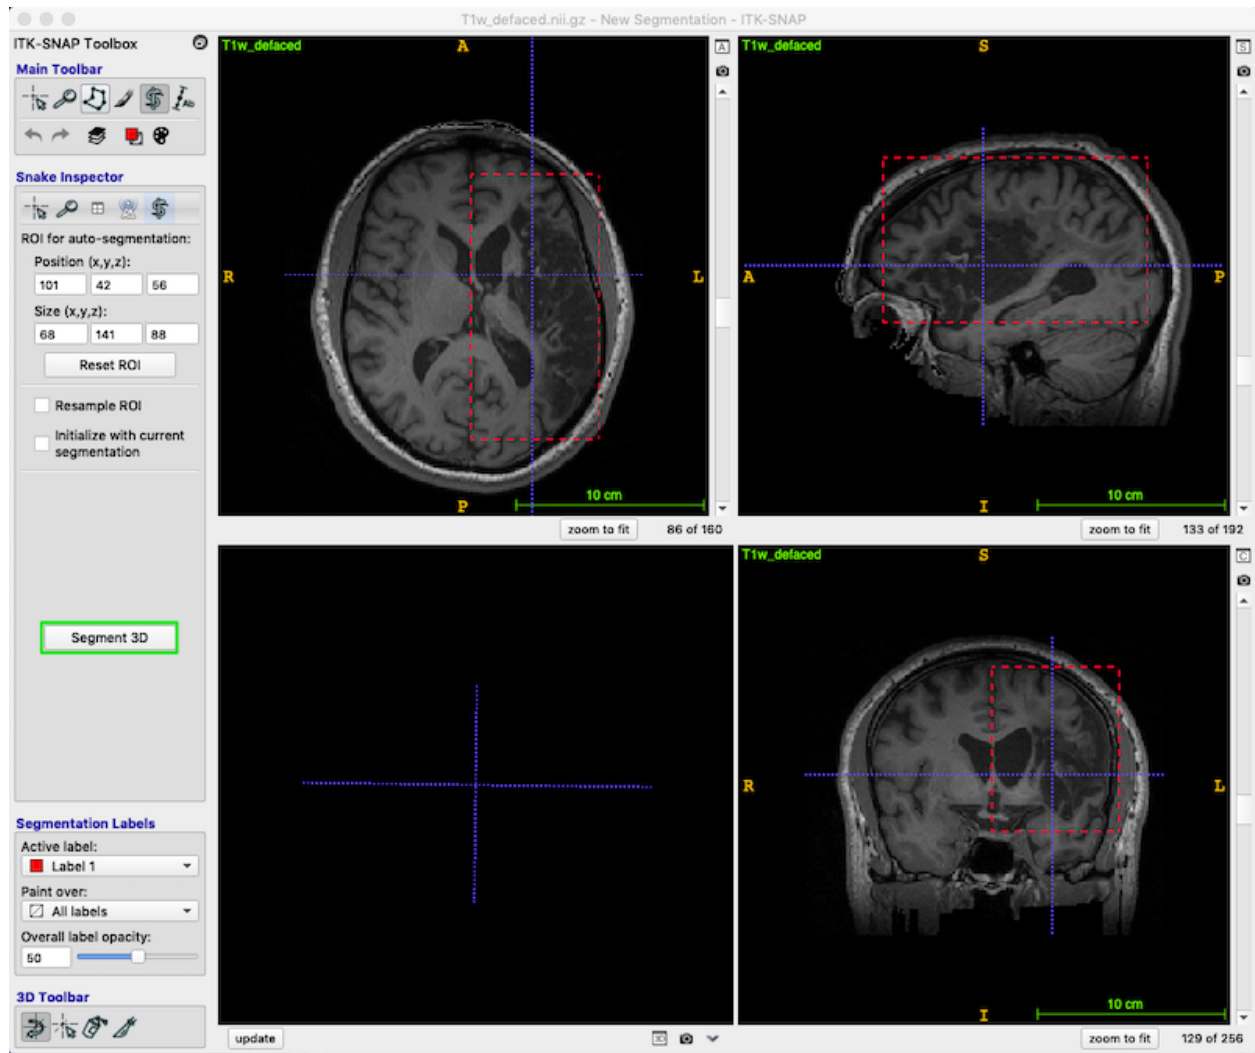 T1w_defaced.nii.gz - New Segmentation - ITK-SNAP
ITK-SNAP Toolbox
Main Toolbar
Ab
Snake Inspector
ROI for auto-segmentation:
Position (x,y,z):
101 42 56
Size (x,y,z):
68 141 88
Reset ROI
Resample ROI
Initialize with current
segmentation
Segment 3D
Segmentation Labels
Active label:
Label 1
Paint over:
All labels
Overall label opacity:
50
3D Toolbar
T1w_defaced
A
A
R
L
P
10 cm
zoom to fit
86 of 160
T1w_defaced
S
S
A
P
I
10 cm
zoom to fit
133 of 192
update
3D
T1w_defaced
S
C
R
L
I
10 cm
zoom to fit
129 of 256